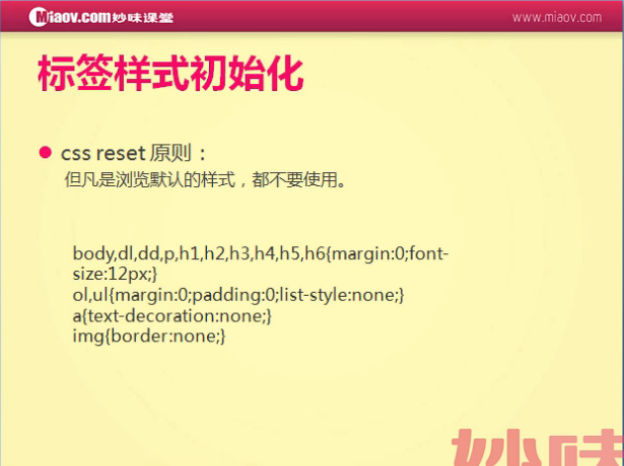 Miaov.com妙味课堂
www.miaov.com
标签样式初始化
css reset 原则：
但凡是浏览默认的样式，都不要使用。
body,dl,dd,p,h1,h2,h3,h4,h5,h6{margin:0;font-
size:12px;}
ol,ul{margin:0;padding:0;list-style:none;}
a{text-decoration:none;}
img{border:none;}
妙味